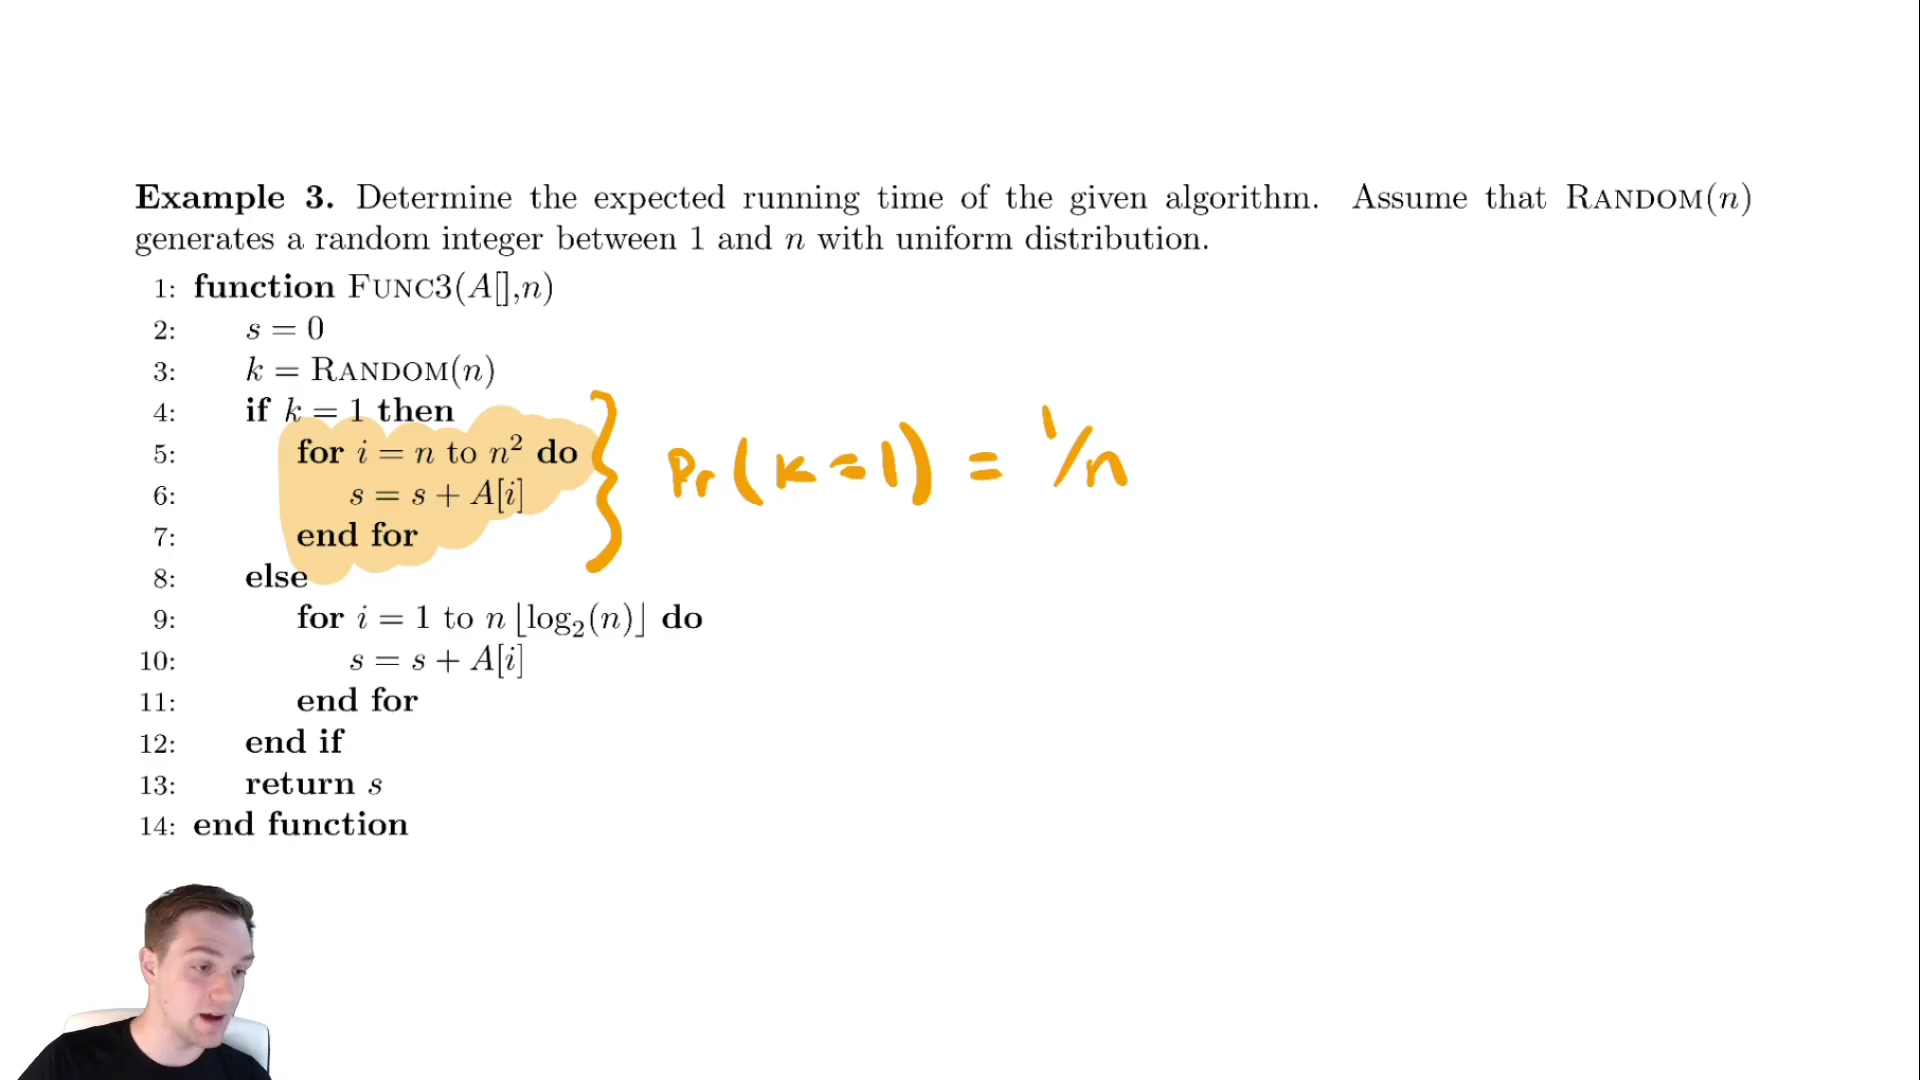 Example 3. Determine the expected running time of the given algorithm. Assume that RANDOM(n)
generates a random integer between 1 and n with uniform distribution.
1: function FUNC3(A[],n)
2: s = 0
3: k = RANDOM(n)
4: if k = 1 then
5: for i = n to n² do
6: s = s + A[i]
7: end for
Pr(k=1) = 1/n
8: else
9: for i = 1 to n ⌊log₂(n)⌋ do
10: s = s + A[i]
11: end for
12: end if
13: return s
14: end function